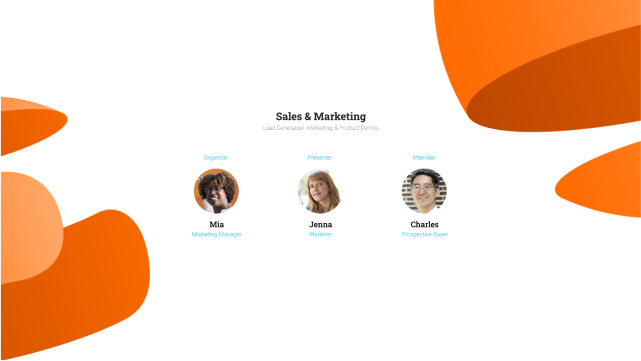 Sales & Marketing
Lead Generation, Marketing, & Product Demos
Organizer
Presenter
Attendee
Mia
Jenna
Charles
Marketing Manager
Marketer
Prospective Buyer